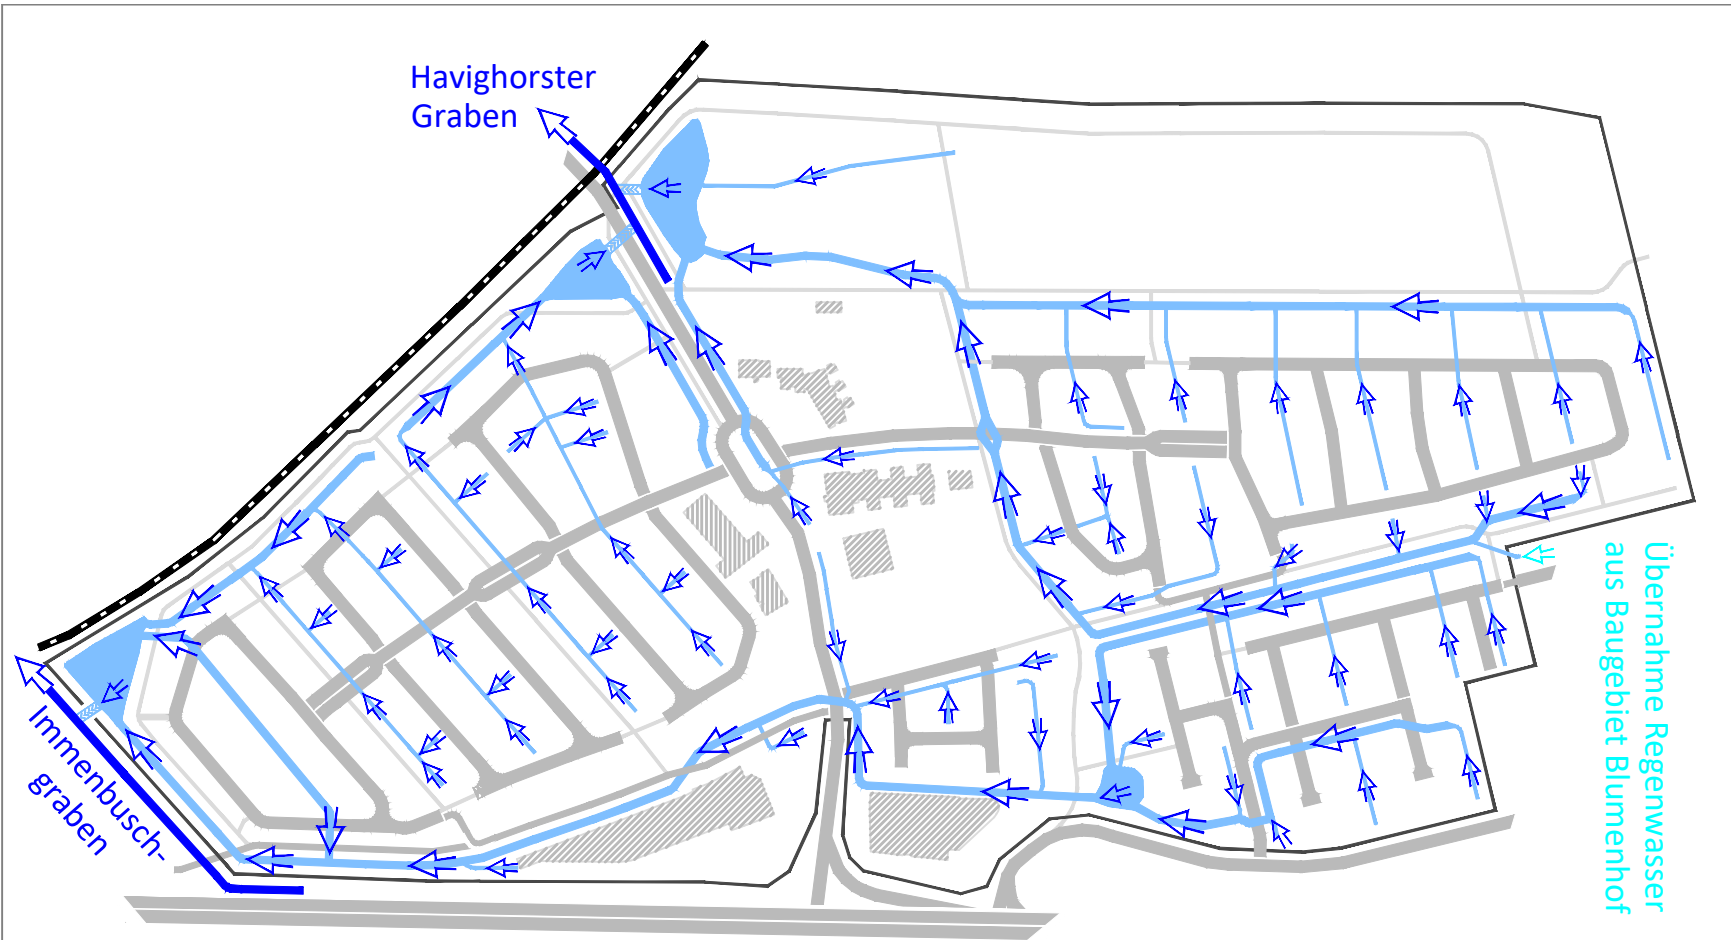 Havighorster
Graben
Immenbusch-
graben
Übernahme Regenwasser
aus Baugebiet Blumenhof